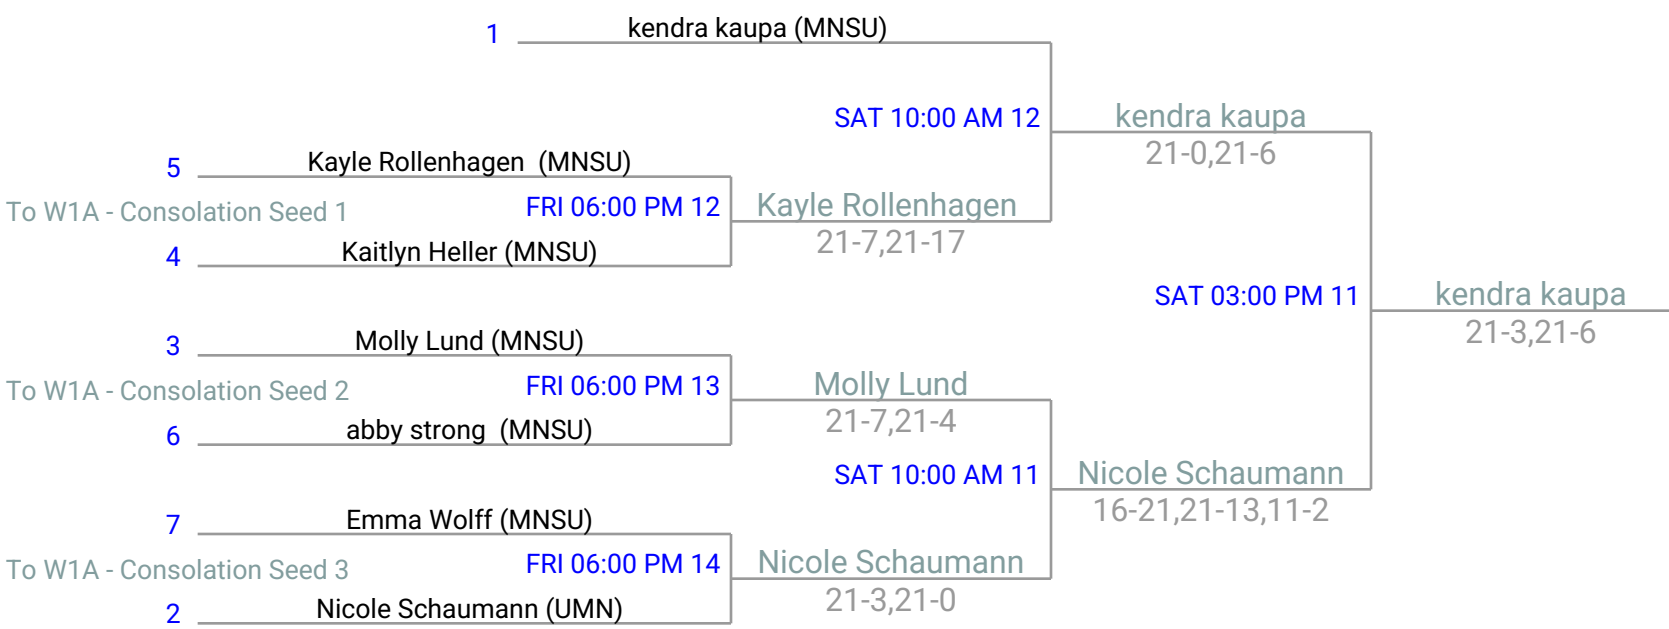 1 kendra kaupa (MNSU)
SAT 10:00 AM 12 kendra kaupa
21-0,21-6
5 Kayle Rollenhagen (MNSU)
To W1A - Consolation Seed 1 FRI 06:00 PM 12 Kayle Rollenhagen
21-7,21-17
4 Kaitlyn Heller (MNSU)
SAT 03:00 PM 11 kendra kaupa
21-3,21-6
3 Molly Lund (MNSU)
To W1A - Consolation Seed 2 FRI 06:00 PM 13 Molly Lund
21-7,21-4
6 abby strong (MNSU)
SAT 10:00 AM 11 Nicole Schaumann
16-21,21-13,11-2
7 Emma Wolff (MNSU)
To W1A - Consolation Seed 3 FRI 06:00 PM 14 Nicole Schaumann
21-3,21-0
2 Nicole Schaumann (UMN)